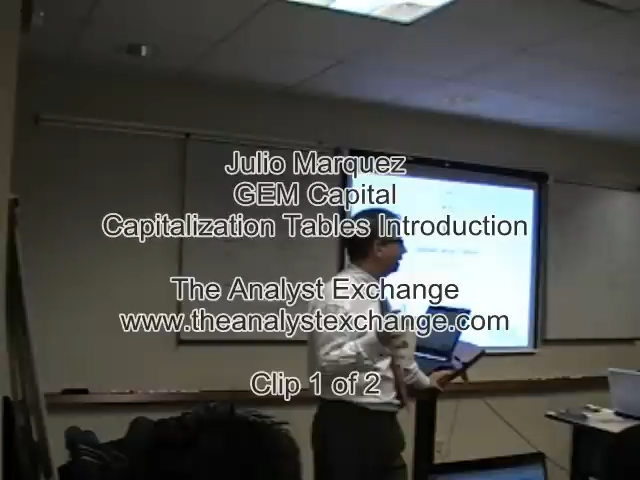 Julio Marquez
GEM Capital
Capitalization Tables Introduction
The Analyst Exchange
www.theanalystexchange.com
Clip 1 of 2